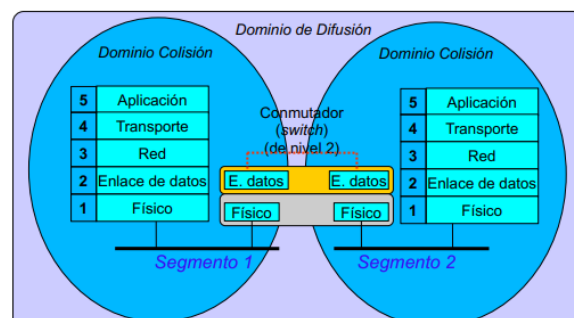 Dominio de Difusión
Dominio Colisión
Dominio Colisión
5 Aplicación
4 Transporte
3 Red
2 Enlace de datos
1 Físico
Conmutador
(switch)
(de nivel 2)
E. datos
E. datos
Físico
Físico
5 Aplicación
4 Transporte
3 Red
2 Enlace de datos
1 Físico
Segmento 1
Segmento 2